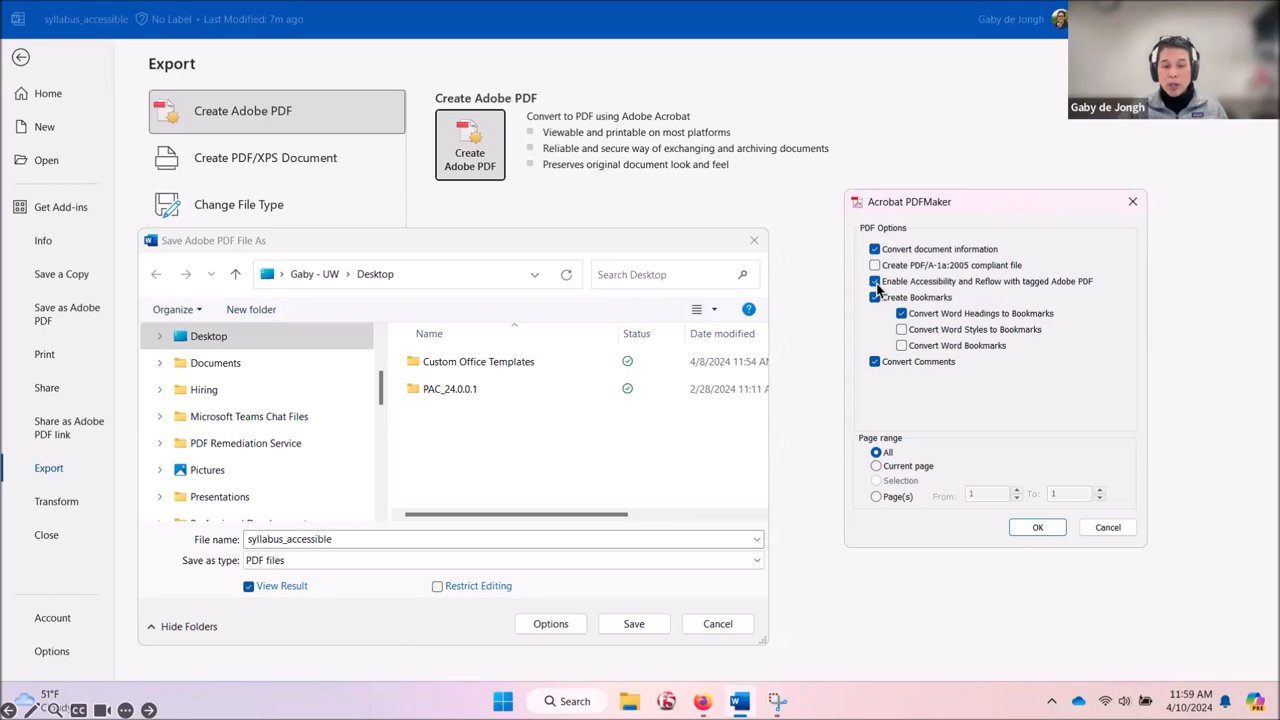 syllabus_accessible
No Label
Last Modified: 7m ago
Gaby de Jongh
Gaby de Jongh
Home
New
Open
Get Add-ins
Info
Save a Copy
Save as Adobe
PDF
Print
Share
Share as Adobe
PDF link
Export
Transform
Close
Account
Options
Export
Create Adobe PDF
Create PDF/XPS Document
Change File Type
Create Adobe PDF
Create
Adobe PDF
Convert to PDF using Adobe Acrobat
Viewable and printable on most platforms
Reliable and secure way of exchanging and archiving documents
Preserves original document look and feel
Save Adobe PDF File As
Gaby - UW > Desktop
Search Desktop
Organize
New folder
Desktop
Documents
Hiring
Microsoft Teams Chat Files
PDF Remediation Service
Pictures
Presentations
Name
Status
Date modified
Custom Office Templates
4/8/2024 11:54
PAC_24.0.0.1
2/28/2024 11:11
File name:
syllabus_accessible
Save as type:
PDF files
View Result
Restrict Editing
Hide Folders
Options
Save
Cancel
Acrobat PDFMaker
PDF Options
Convert document information
Create PDF/A-1a:2005 compliant file
Enable Accessibility and Reflow with tagged Adobe PDF
Create Bookmarks
Convert Word Headings to Bookmarks
Convert Word Styles to Bookmarks
Convert Word Bookmarks
Convert Comments
Page range
All
Current page
Selection
Page(s)
From:
1
To:
1
OK
Cancel
51°F
Search
11:59 AM
4/10/2024